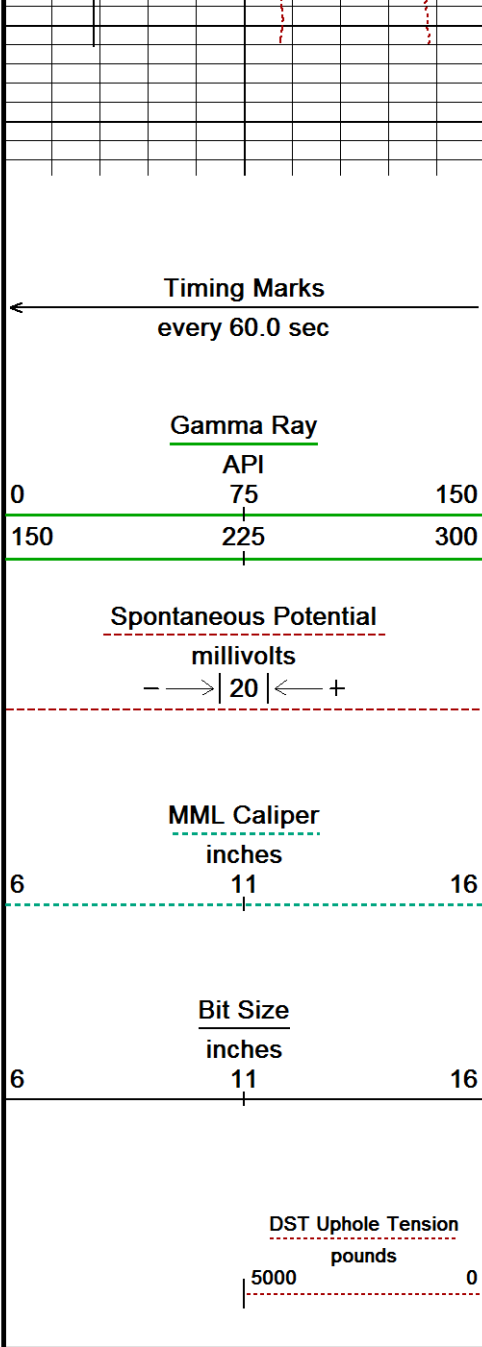 Timing Marks
every 60.0 sec
Gamma Ray
API
0 75 150
150 225 300
Spontaneous Potential
millivolts
− 20 +
MML Caliper
inches
6 11 16
Bit Size
inches
6 11 16
DST Uphole Tension
pounds
5000 0